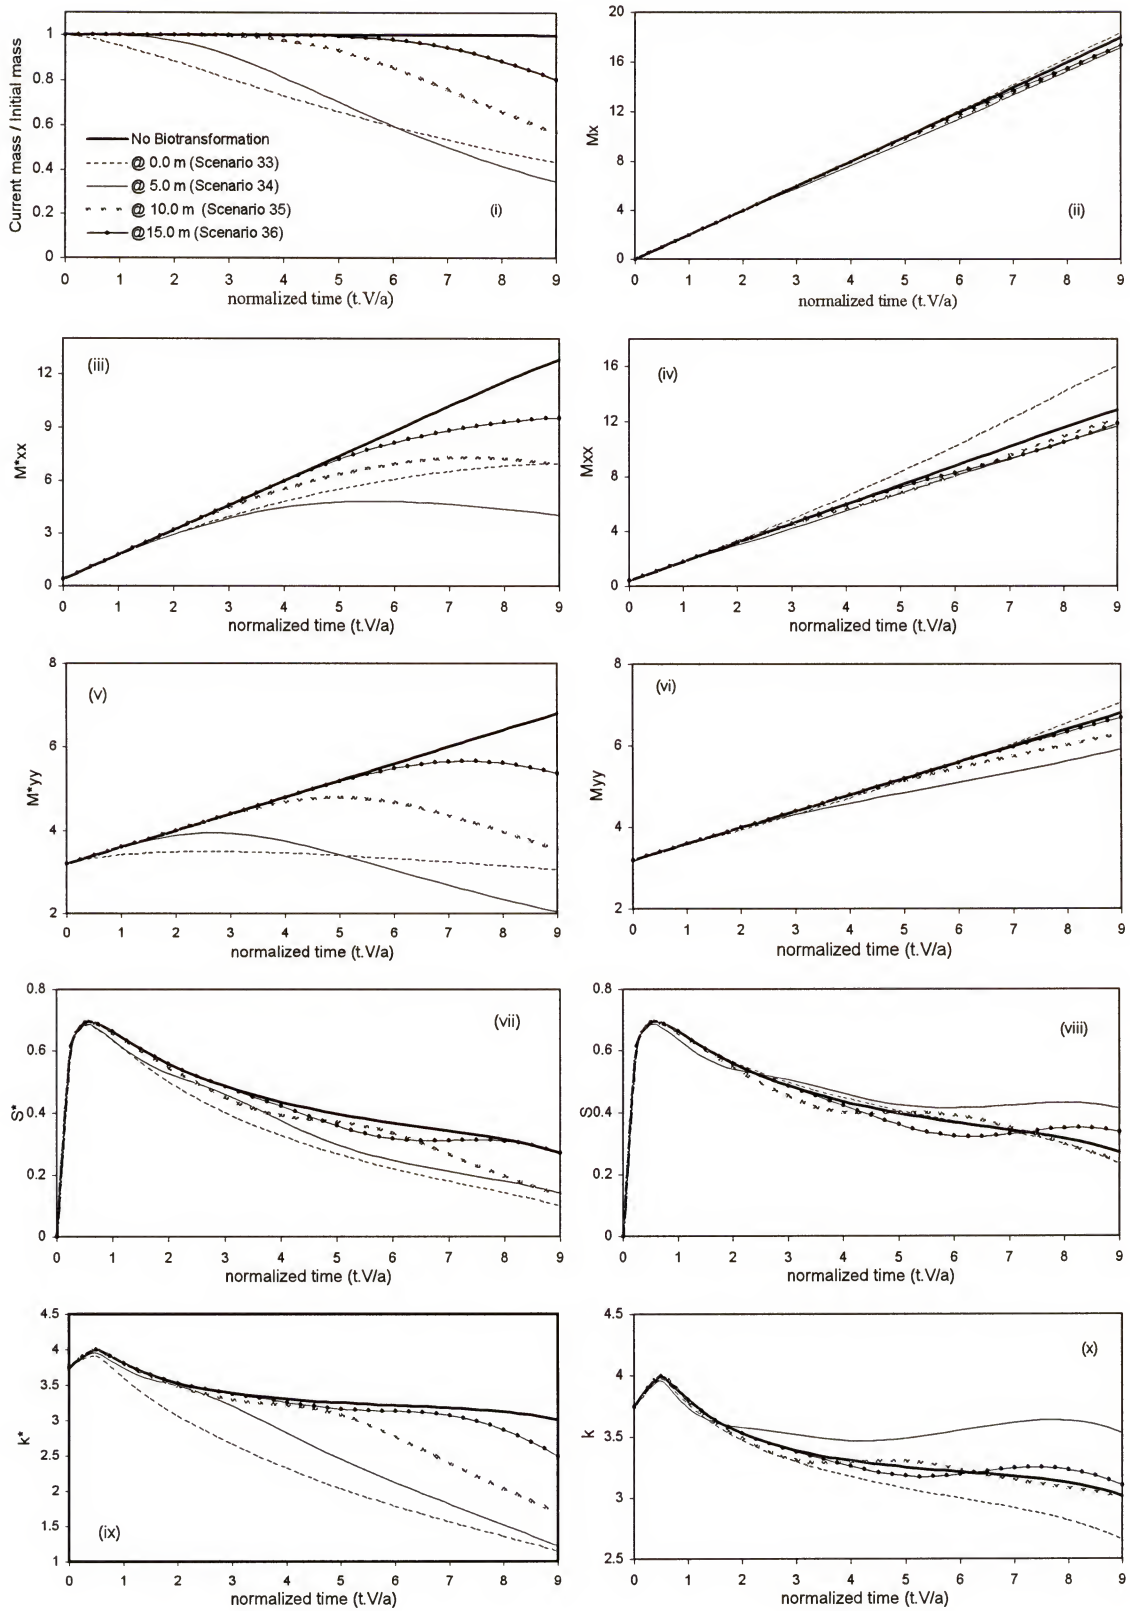 Current mass / Initial mass
1
0.8
0.6
0.4
0.2
0
No Biotransformation
@ 0.0 m (Scenario 33)
@ 5.0 m (Scenario 34)
@ 10.0 m (Scenario 35)
@15.0 m (Scenario 36)
(i)
0 1 2 3 4 5 6 7 8 9
normalized time (t.V/a)
Mx
20
16
12
8
4
0
(ii)
0 1 2 3 4 5 6 7 8 9
normalized time (t.V/a)
M*xx
12
9
6
3
0
(iii)
0 1 2 3 4 5 6 7 8 9
normalized time (t.V/a)
Mxx
16
12
8
4
0
(iv)
0 1 2 3 4 5 6 7 8 9
normalized time (t.V/a)
M*yy
8
6
4
2
(v)
0 1 2 3 4 5 6 7 8 9
normalized time (t.V/a)
Myy
8
6
4
2
(vi)
0 1 2 3 4 5 6 7 8 9
normalized time (t.V/a)
S*
0.8
0.6
0.4
0.2
0
(vii)
0 1 2 3 4 5 6 7 8 9
normalized time (t.V/a)
S
0.8
0.6
0.4
0.2
0
(viii)
0 1 2 3 4 5 6 7 8 9
normalized time (t.V/a)
k*
4.5
4
3.5
3
2.5
2
1.5
1
(ix)
0 1 2 3 4 5 6 7 8 9
normalized time (t.V/a)
k
4.5
4
3.5
3
2.5
(x)
0 1 2 3 4 5 6 7 8 9
normalized time (t.V/a)